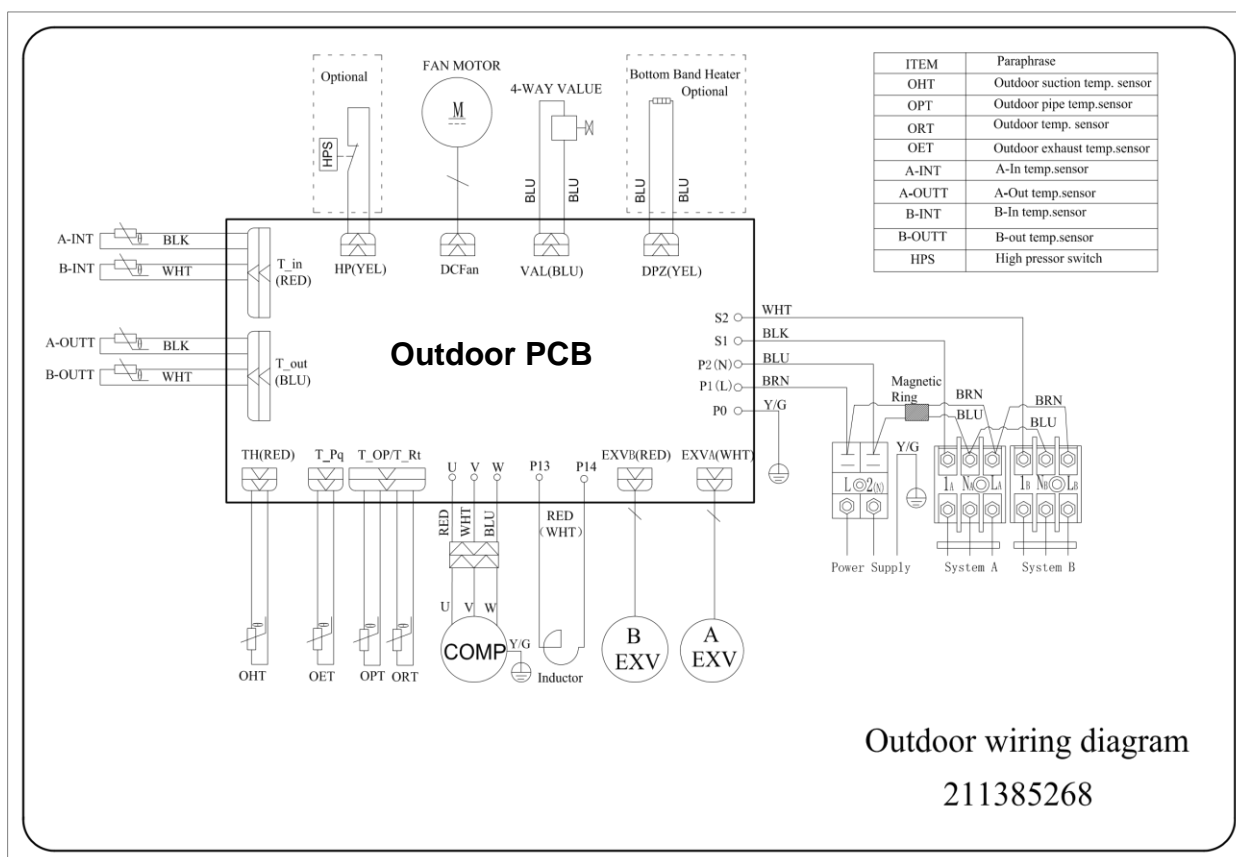 Optional
FAN MOTOR
M
4-WAY VALUE
Bottom Band Heater
Optional
HPS
BLU
BLU
BLU
BLU
ITEM Paraphrase
OHT Outdoor suction temp. sensor
OPT Outdoor pipe temp.sensor
ORT Outdoor temp. sensor
OET Outdoor exhaust temp.sensor
A-INT A-In temp.sensor
A-OUTT A-Out temp.sensor
B-INT B-In temp.sensor
B-OUTT B-out temp.sensor
HPS High pressor switch
A-INT θ BLK
B-INT θ WHT
T_in
(RED)
HP(YEL)
DCFan
VAL(BLU)
DPZ(YEL)
A-OUTT θ BLK
B-OUTT θ WHT
T_out
(BLU)
Outdoor PCB
S2 WHT
S1 BLK
P2(N) BLU
P1(L) BRN
P0 Y/G
Magnetic
Ring
BRN
BLU
BRN
BLU
Y/G
L 2(N)
1A NA LA
1B NB LB
Power Supply
System A
System B
TH(RED)
T_Pq
T_OP/T_Rt
U V W
P13
P14
EXVB(RED)
EXVA(WHT)
RED
WHT
BLU
RED
(WHT)
U V W
COMP
Y/G
Inductor
B
EXV
A
EXV
θ
θ
θ
θ
OHT
OET
OPT
ORT
Outdoor wiring diagram
211385268